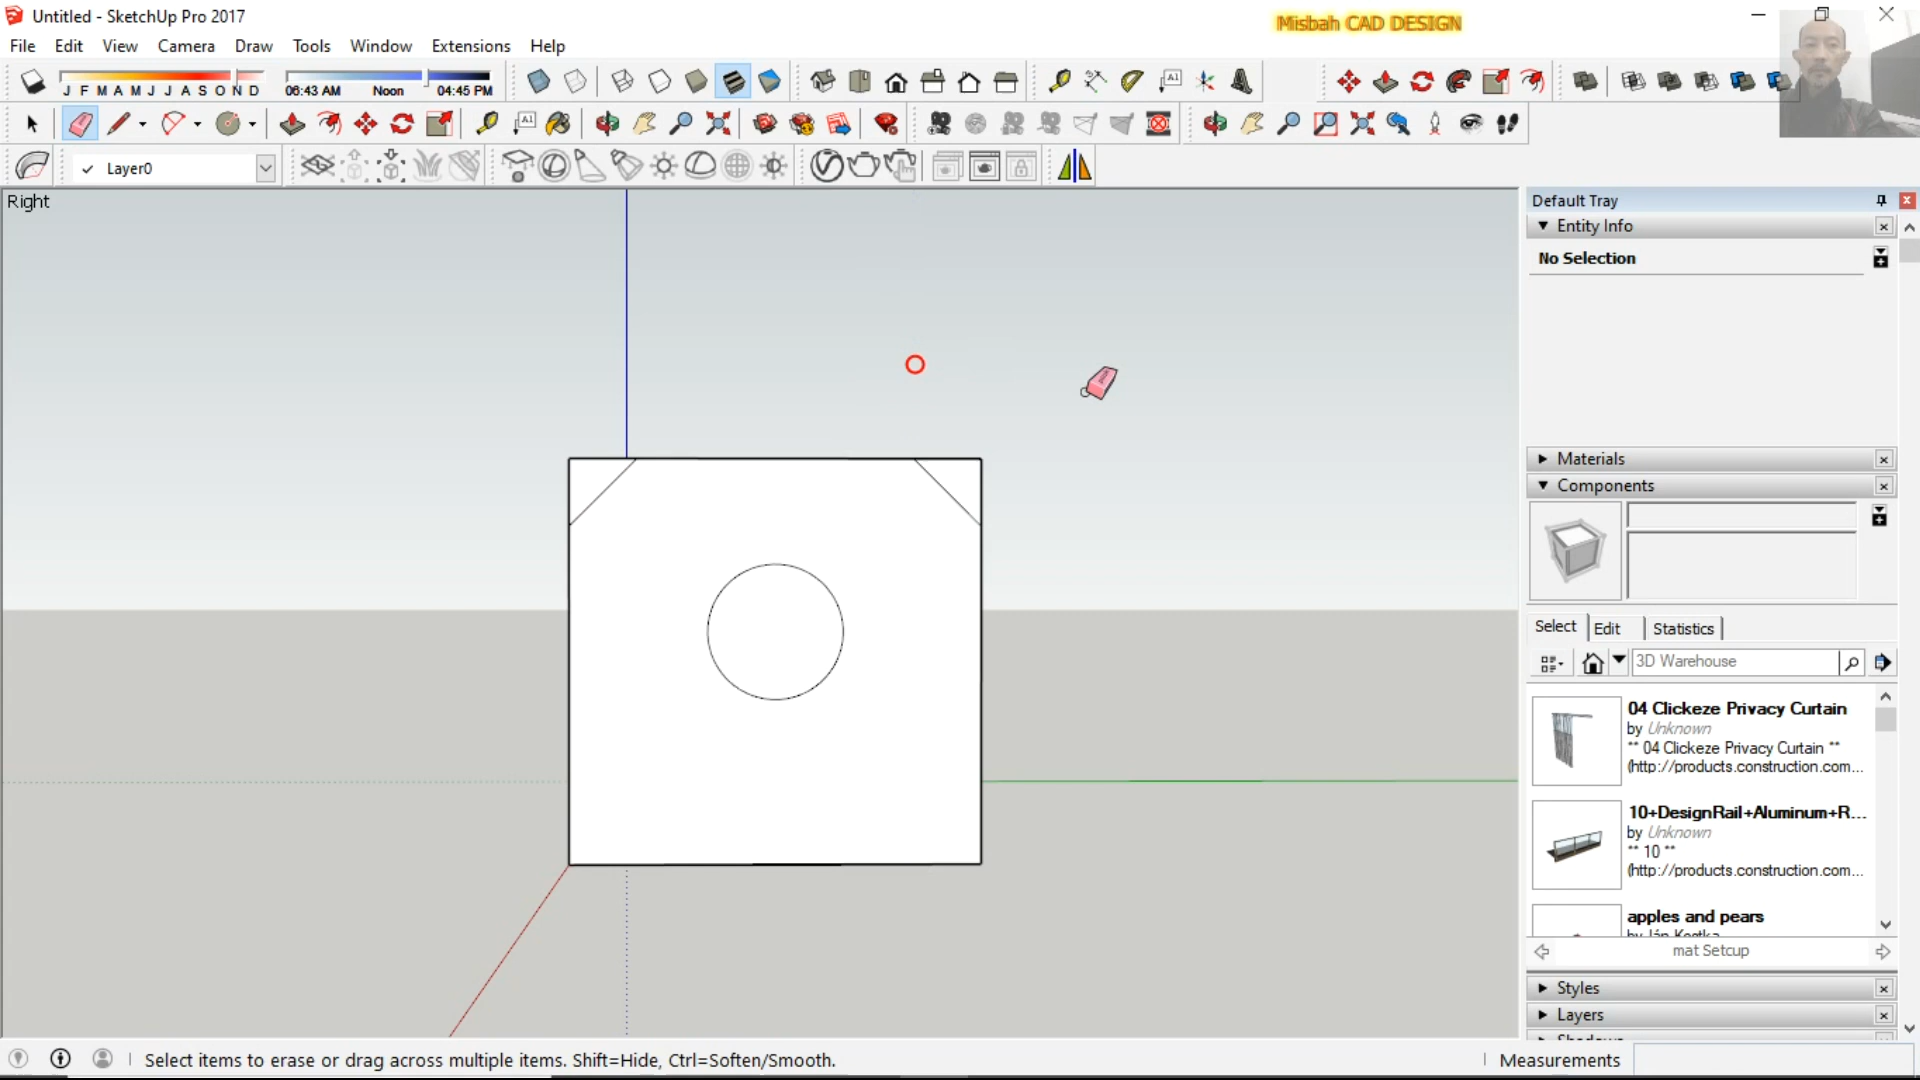 Untitled - SketchUp Pro 2017
Misbah CAD DESIGN
File Edit View Camera Draw Tools Window Extensions Help
J F M A M J J A S O N D
06:43 AM Noon 04:45 PM
A1
A1
Layer0
Right
Default Tray
Entity Info
No Selection
Materials
Components
Select Edit Statistics
3D Warehouse
04 Clickeze Privacy Curtain
by Unknown
** 04 Clickeze Privacy Curtain **
(http://products.construction.com...
10+DesignRail+Aluminum+R...
by Unknown
** 10 **
(http://products.construction.com...
apples and pears
mat Setcup
Styles
Layers
Select items to erase or drag across multiple items. Shift=Hide, Ctrl=Soften/Smooth.
Measurements